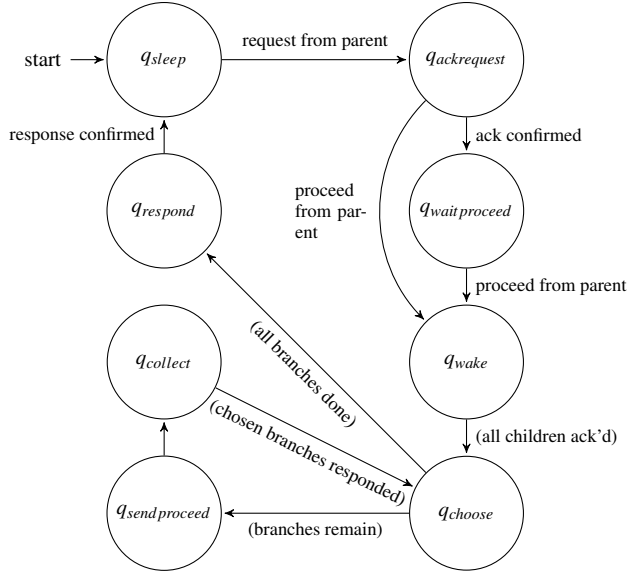 request from parent
start
q_sleep
q_ackrequest
response confirmed
ack confirmed
proceed
from par-
ent
q_respond
q_waitproceed
proceed from parent
(all branches done)
q_collect
q_wake
(chosen branches responded)
(all children ack'd)
q_sendproceed
q_choose
(branches remain)